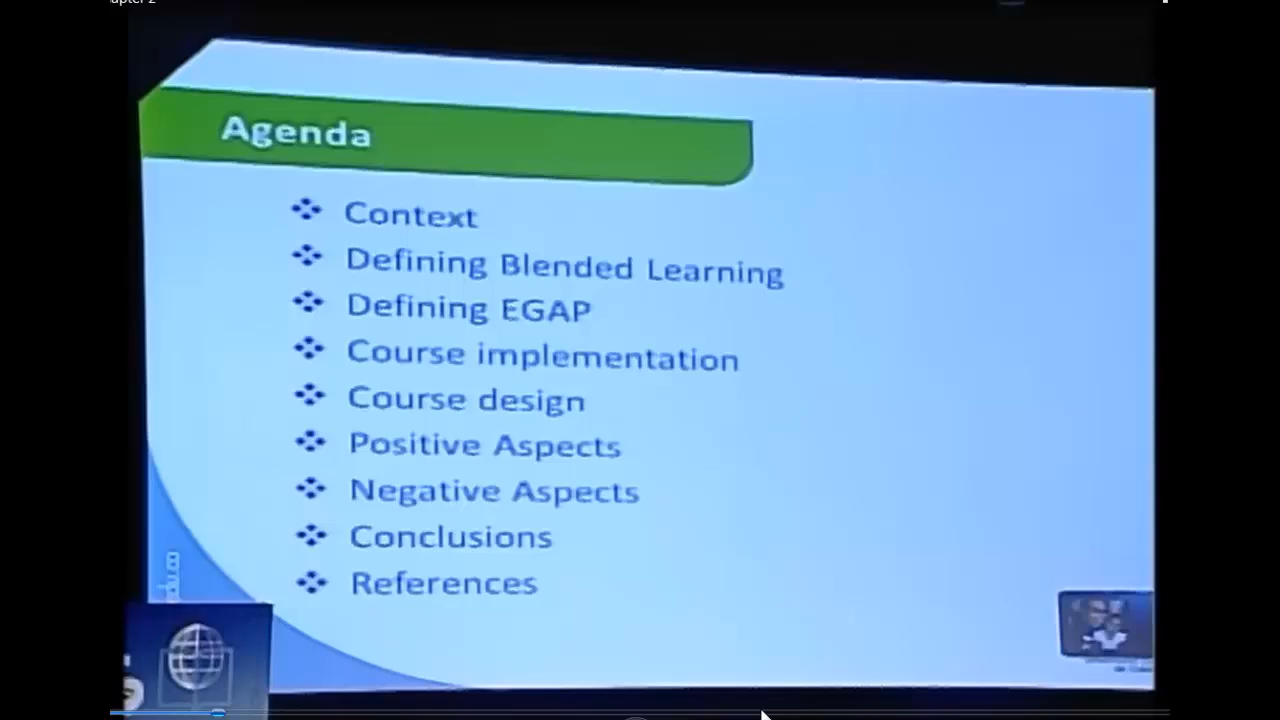 Agenda
Context
Defining Blended Learning
Defining EGAP
Course implementation
Course design
Positive Aspects
Negative Aspects
Conclusions
References